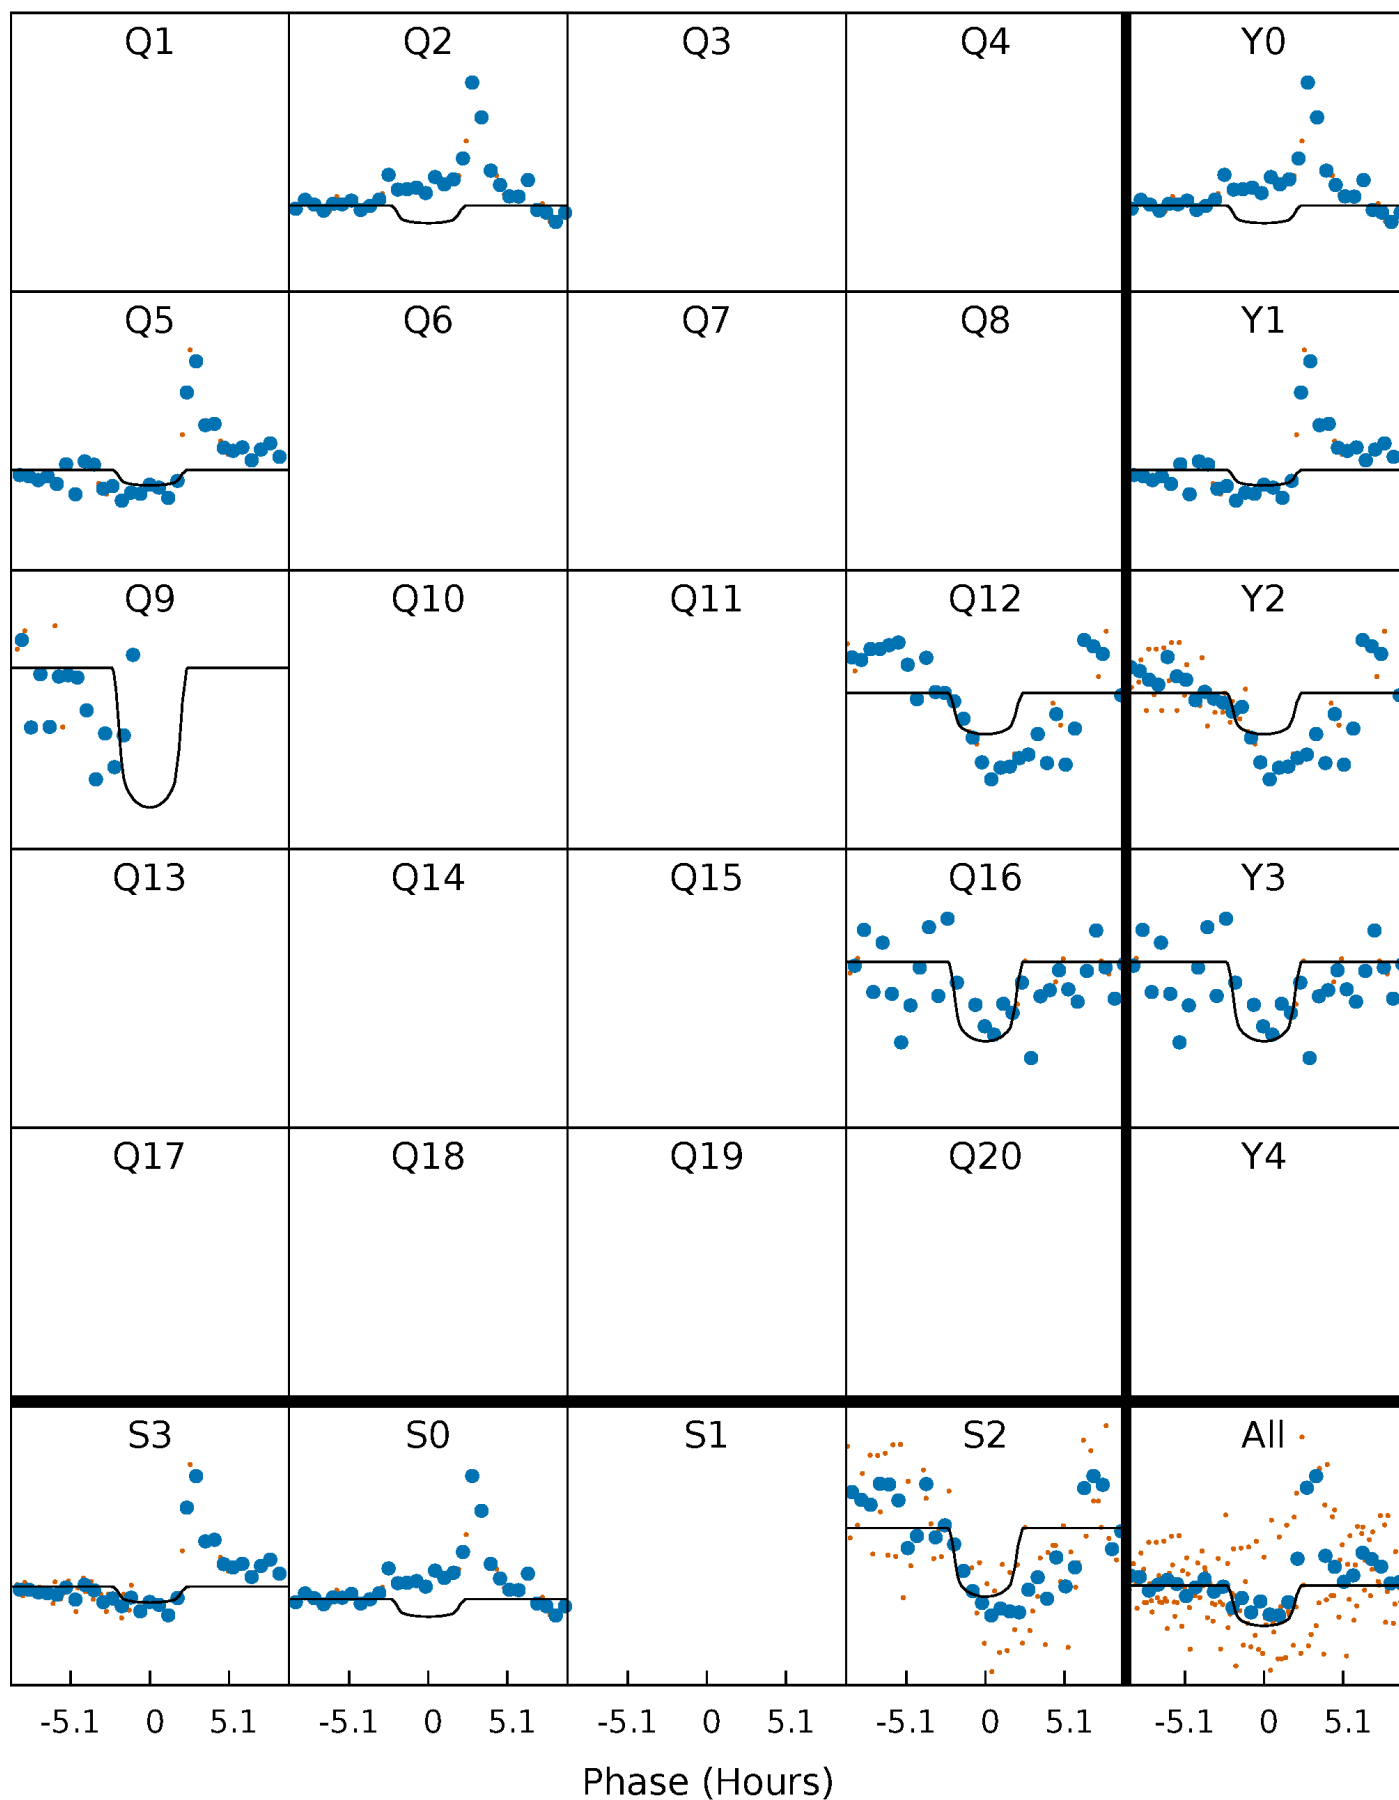 Q1 Q2 Q3 Q4 Y0
Q5 Q6 Q7 Q8 Y1
Q9 Q10 Q11 Q12 Y2
Q13 Q14 Q15 Q16 Y3
Q17 Q18 Q19 Q20 Y4
S3 S0 S1 S2 All
-5.1 0 5.1 -5.1 0 5.1 -5.1 0 5.1 -5.1 0 5.1 -5.1 0 5.1
Phase (Hours)